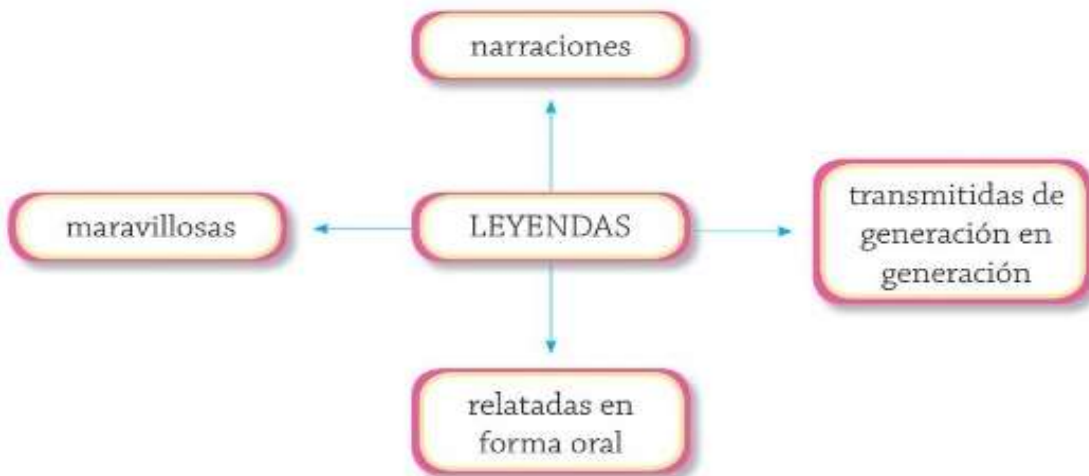 narraciones
maravillosas
LEYENDAS
transmitidas de
generación en
generación
relatadas en
forma oral